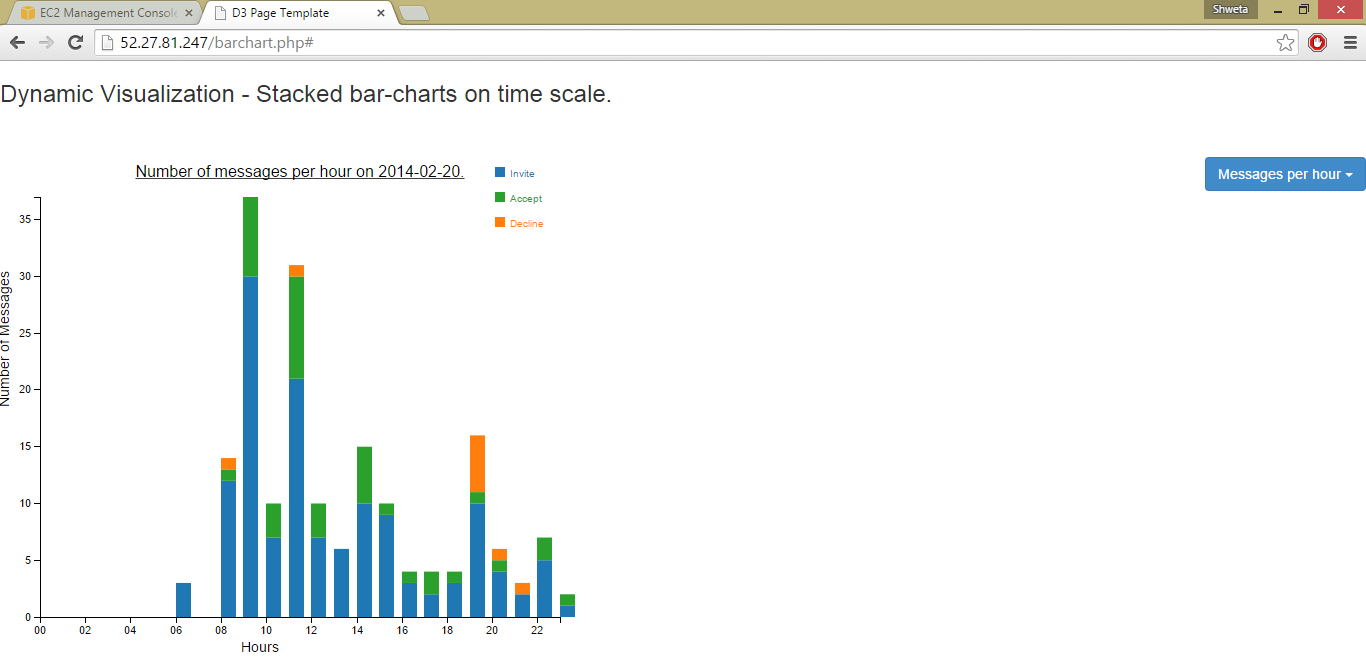 EC2 Management Consol
D3 Page Template
Shweta
52.27.81.247/barchart.php#
Dynamic Visualization - Stacked bar-charts on time scale.
Number of messages per hour on 2014-02-20.
Invite
Accept
Decline
Messages per hour
Number of Messages
35
30
25
20
15
10
5
0
00 02 04 06 08 10 12 14 16 18 20 22
Hours